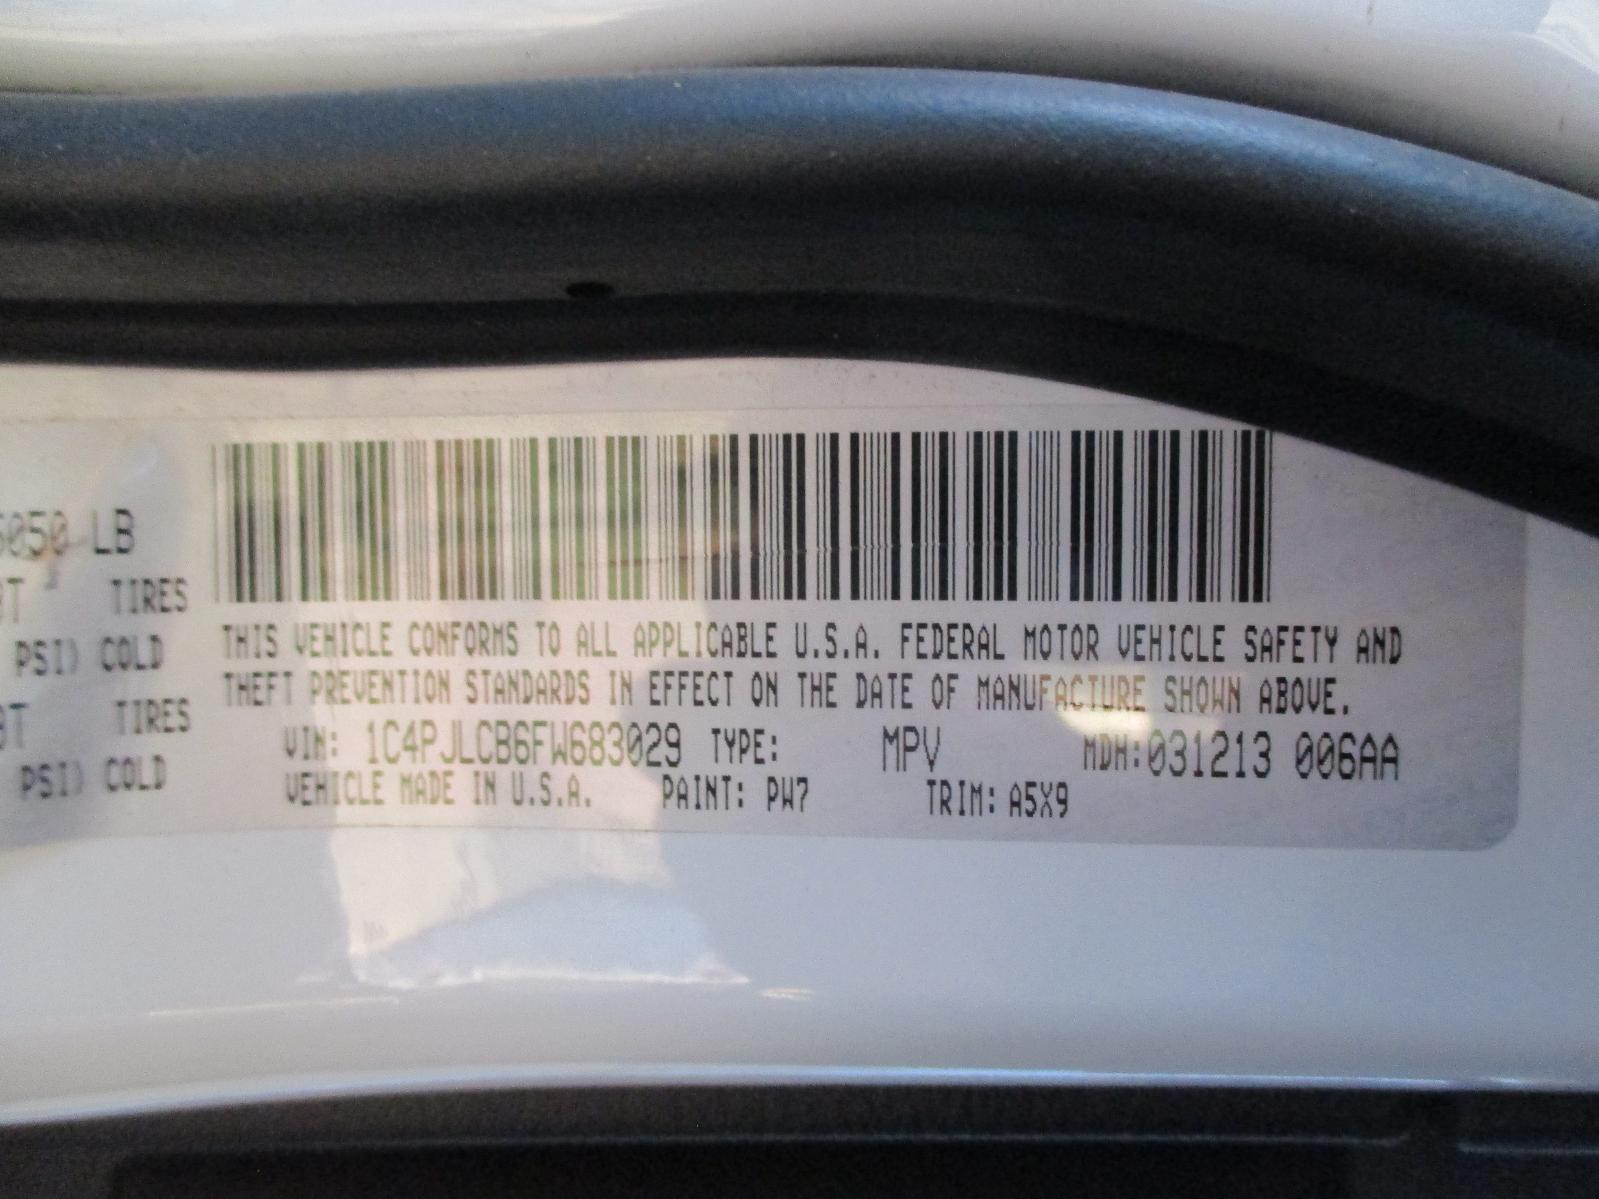 5050 LB
TIRES
PSI) COLD
TIRES
PSI) COLD
THIS VEHICLE CONFORMS TO ALL APPLICABLE U.S.A. FEDERAL MOTOR VEHICLE SAFETY AND
THEFT PREVENTION STANDARDS IN EFFECT ON THE DATE OF MANUFACTURE SHOWN ABOVE.
VIN: 1C4PJLCB6FW683029 TYPE: MPV MDH:031213 006AA
VEHICLE MADE IN U.S.A. PAINT: PW7 TRIM: A5X9